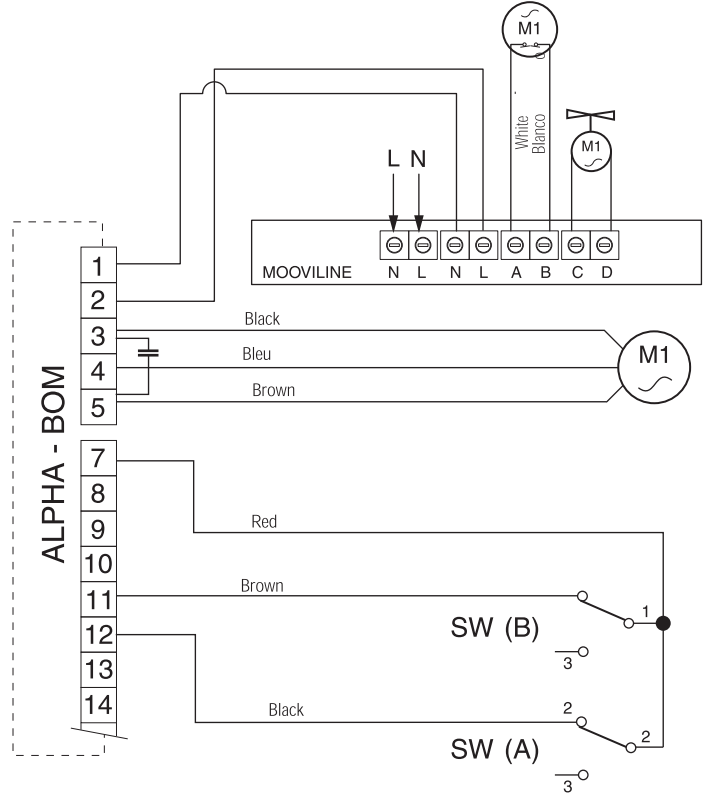 M1
White
Blanco
M1
L N
MOOVILINE N L N L A B C D
ALPHA - BOM
1
2
3
4
5
Black
Bleu
Brown
M1
7
8
9
10
11
12
13
14
Red
Brown
SW (B)
1
3
Black
2
SW (A)
2
3